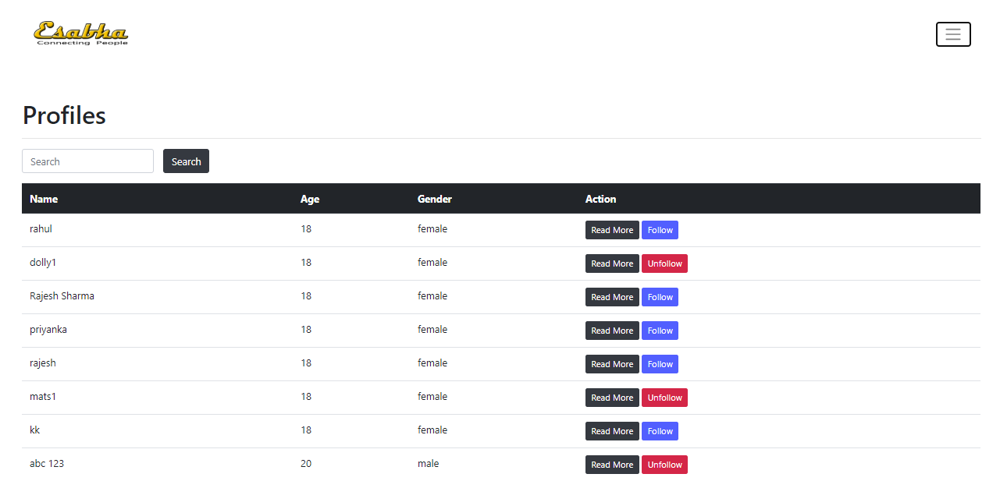 Esabha
Connecting People
Profiles
Search Search
Name Age Gender Action
rahul 18 female Read More Follow
dolly1 18 female Read More Unfollow
Rajesh Sharma 18 female Read More Follow
priyanka 18 female Read More Follow
rajesh 18 female Read More Follow
mats1 18 female Read More Unfollow
kk 18 female Read More Follow
abc 123 20 male Read More Unfollow